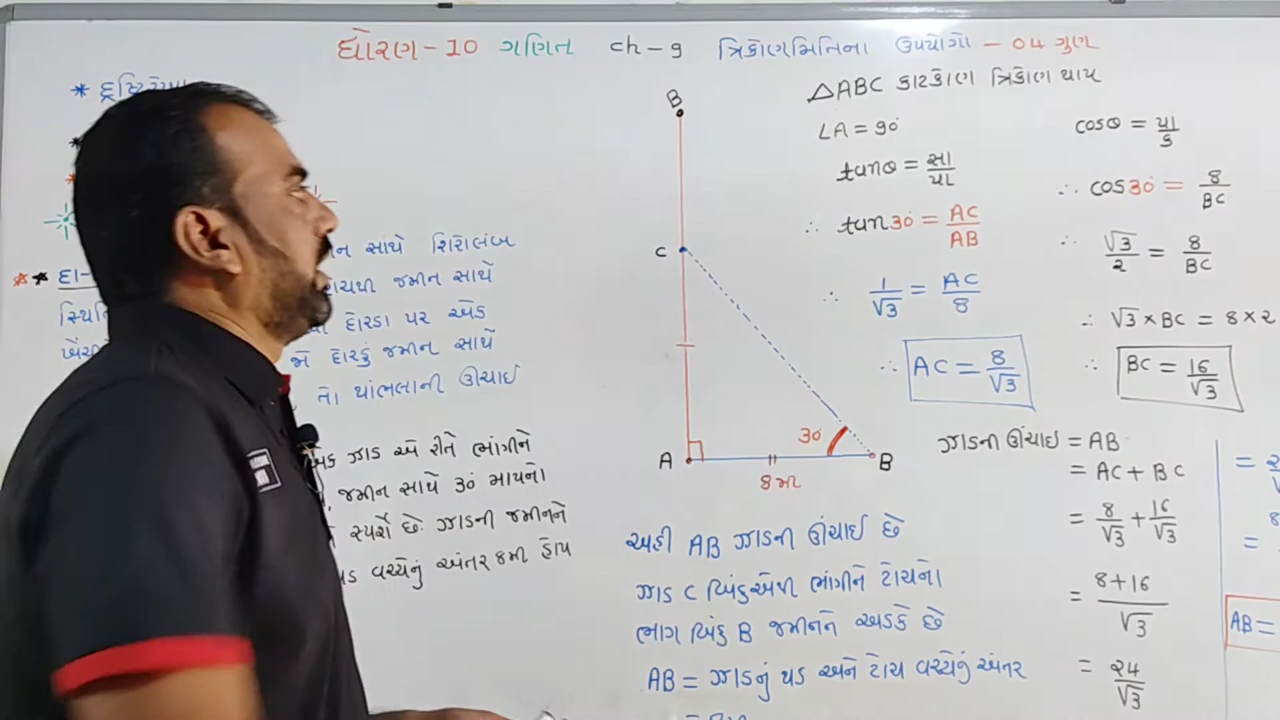 ધોરણ - 10 ગણિત ch - 9 ત્રિકોણમિતિના ઉપયોગો - 04 ગુણ
સાથે શિરોલંબ
જમીન સાથે
દોરડા પર એક
દોરડું જમીન સાથે
થાંભલાની ઊંચાઈ
ઝાડ એ રીતે ભાંગીને
જમીન સાથે 30 માપનો
સ્પર્શે છે. ઝાડની જમીનને
વચ્ચેનું અંતર 8મી હોય
B
C
A
B
30
8 મી
△ABC કાટકોણ ત્રિકોણ થાય
∠A = 90°
tanθ = સા/પા
∴ tan30° = AC/AB
∴ 1/√3 = AC/8
∴ AC = 8/√3
cosθ = પા/ક
∴ cos30° = 8/BC
∴ √3/2 = 8/BC
∴ √3 × BC = 8 × 2
∴ BC = 16/√3
ઝાડની ઊંચાઇ = AB
= AC + BC
= 8/√3 + 16/√3
= 8+16/√3
= 24/√3
અહી AB ઝાડની ઊંચાઇ છે
ઝાડ C બિંદુએથી ભાંગીને ટોચનો
ભાગ બિંદુ B જમીનને અડકે છે
AB = ઝાડનું થડ અને ટોચ વચ્ચેનું અંતર
AB =